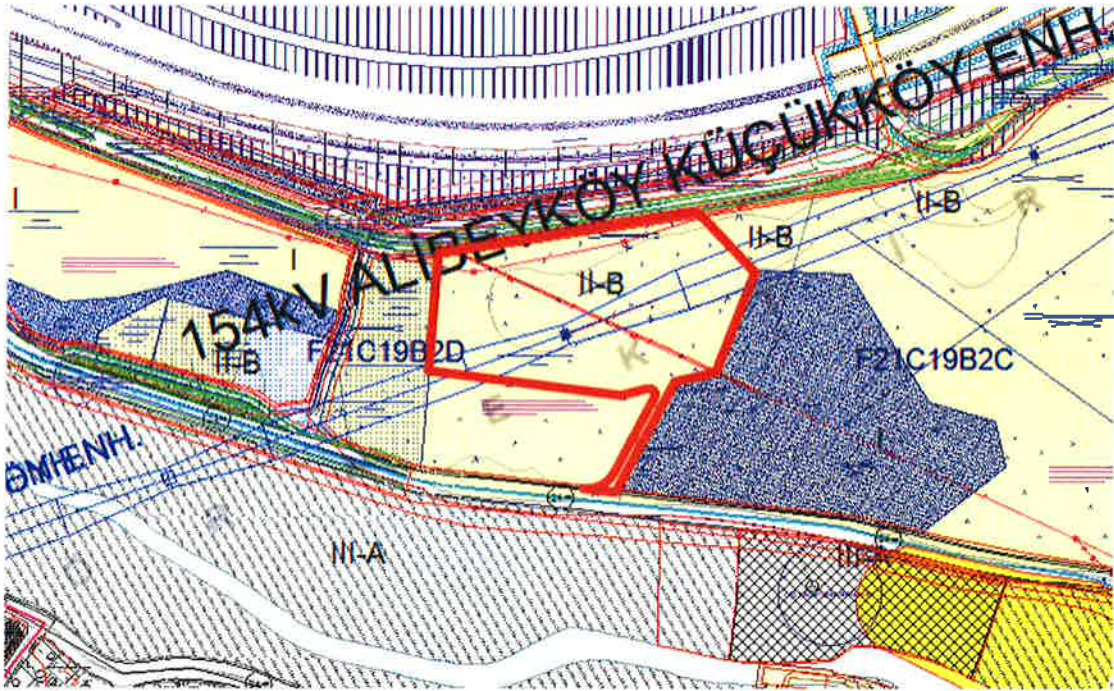 154kV ALİBEYKÖY KÜÇÜKKÖY ENH
II-B
II-B
II-B
I
I
F21C19B2D
II-B
F21C19B2C
R
İ
K
E
ENH.
III-A